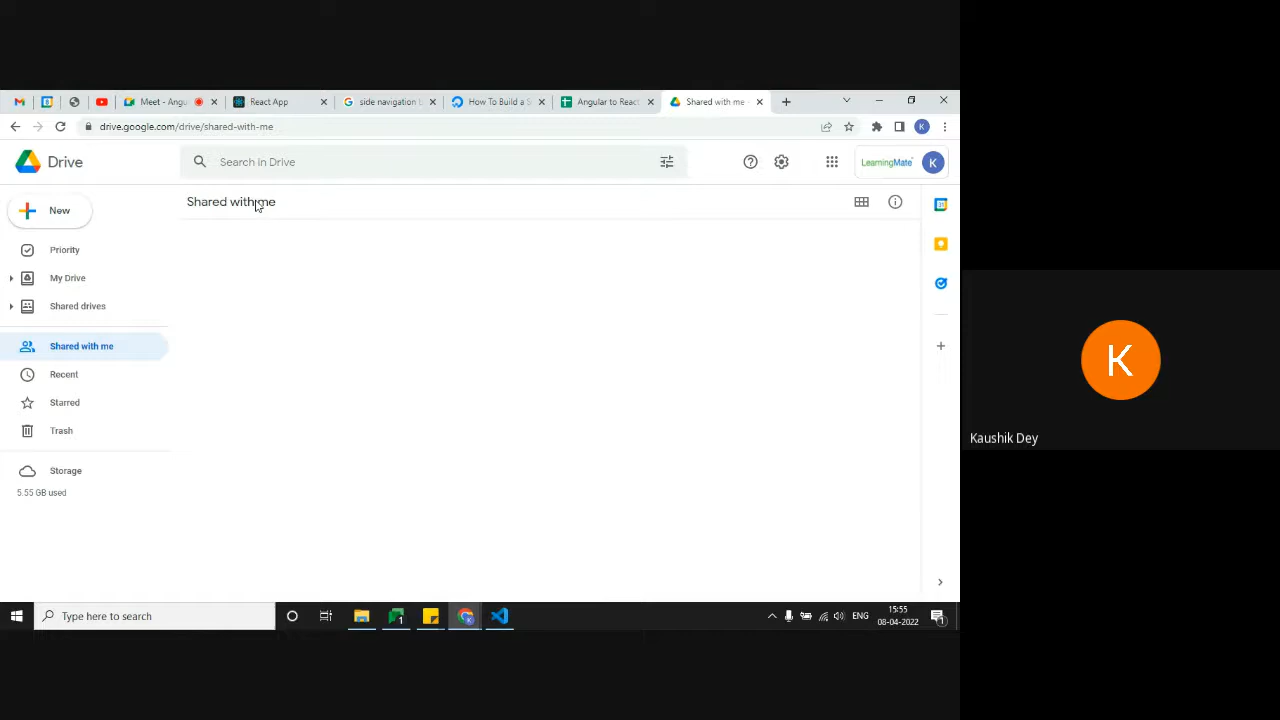 Meet - Angu
React App
side navigation b
How To Build a S
Angular to React
Shared with me -
drive.google.com/drive/shared-with-me
K
Drive
Search in Drive
LearningMate
K
Shared with me
New
Priority
My Drive
Shared drives
Shared with me
Recent
Starred
Trash
Storage
5.55 GB used
K
Kaushik Dey
Type here to search
1
ENG
15:55
08-04-2022
1